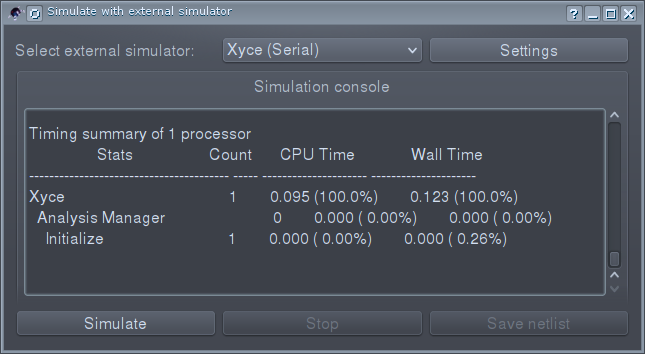 Simulate with external simulator
Select external simulator: Xyce (Serial) Settings
Simulation console
Timing summary of 1 processor
Stats Count CPU Time Wall Time
---------------------------------------- ----- --------------------- ---------------------
Xyce 1 0.095 (100.0%) 0.123 (100.0%)
Analysis Manager 0 0.000 ( 0.00%) 0.000 ( 0.00%)
Initialize 1 0.000 ( 0.00%) 0.000 ( 0.26%)
Simulate Stop Save netlist